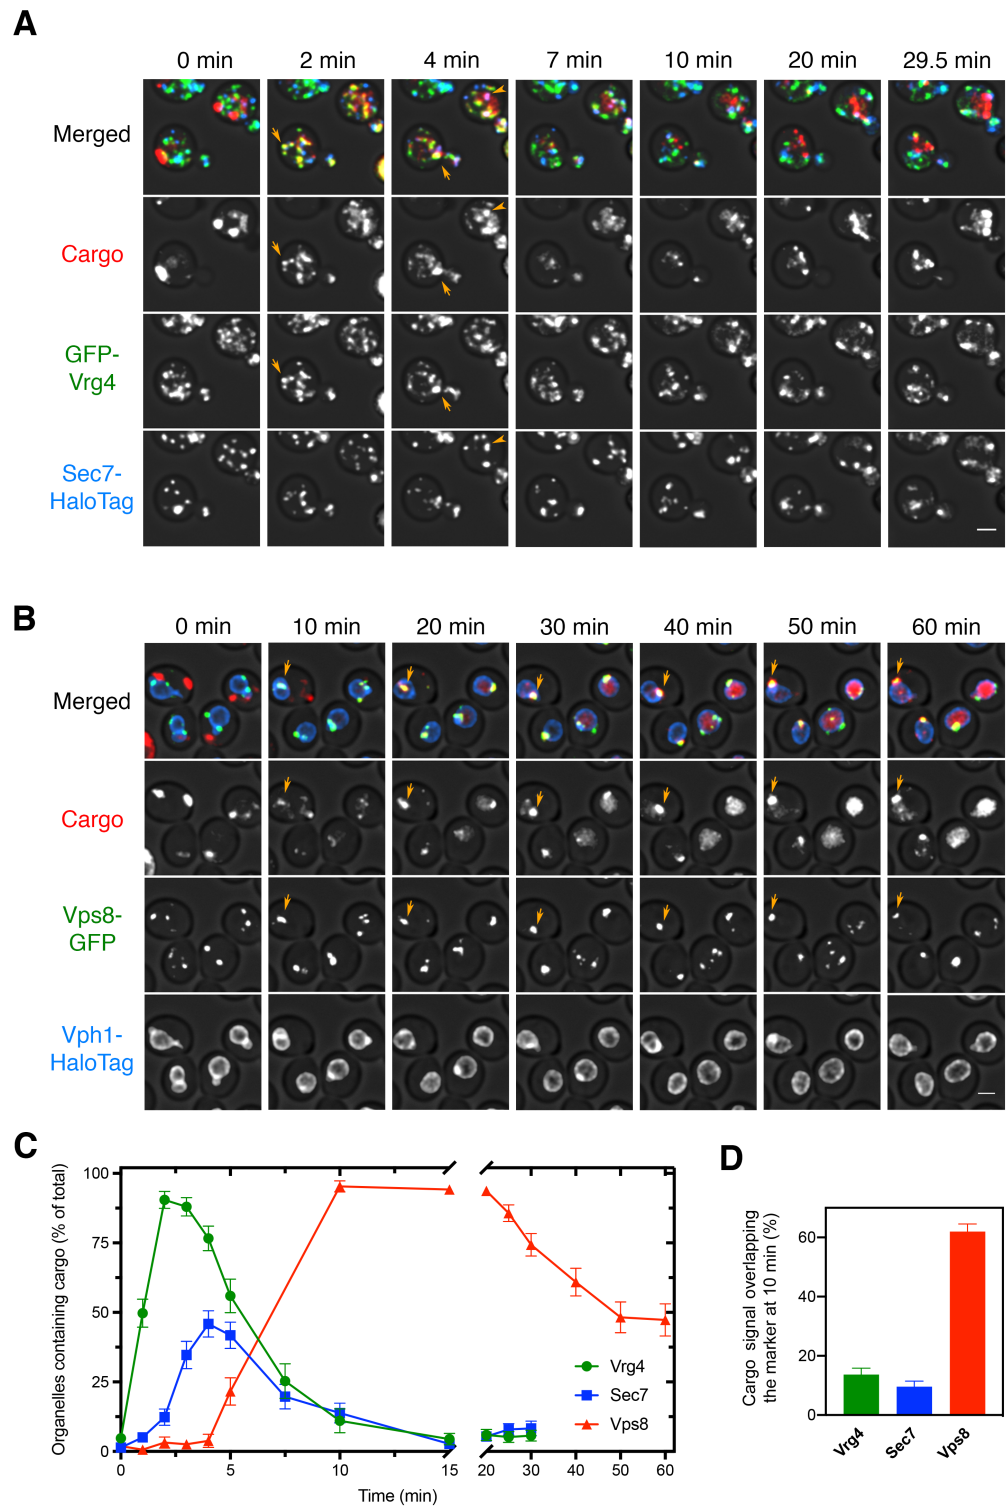 A
0 min 2 min 4 min 7 min 10 min 20 min 29.5 min
Merged
Cargo
GFP-
Vrg4
Sec7-
HaloTag
B
0 min 10 min 20 min 30 min 40 min 50 min 60 min
Merged
Cargo
Vps8-
GFP
Vph1-
HaloTag
C
Organelles containing cargo (% of total)
100
75
50
25
0
0 5 10 15 20 30 40 50 60
Time (min)
Vrg4
Sec7
Vps8
D
Cargo signal overlapping
the marker at 10 min (%)
60
40
20
0
Vrg4
Sec7
Vps8